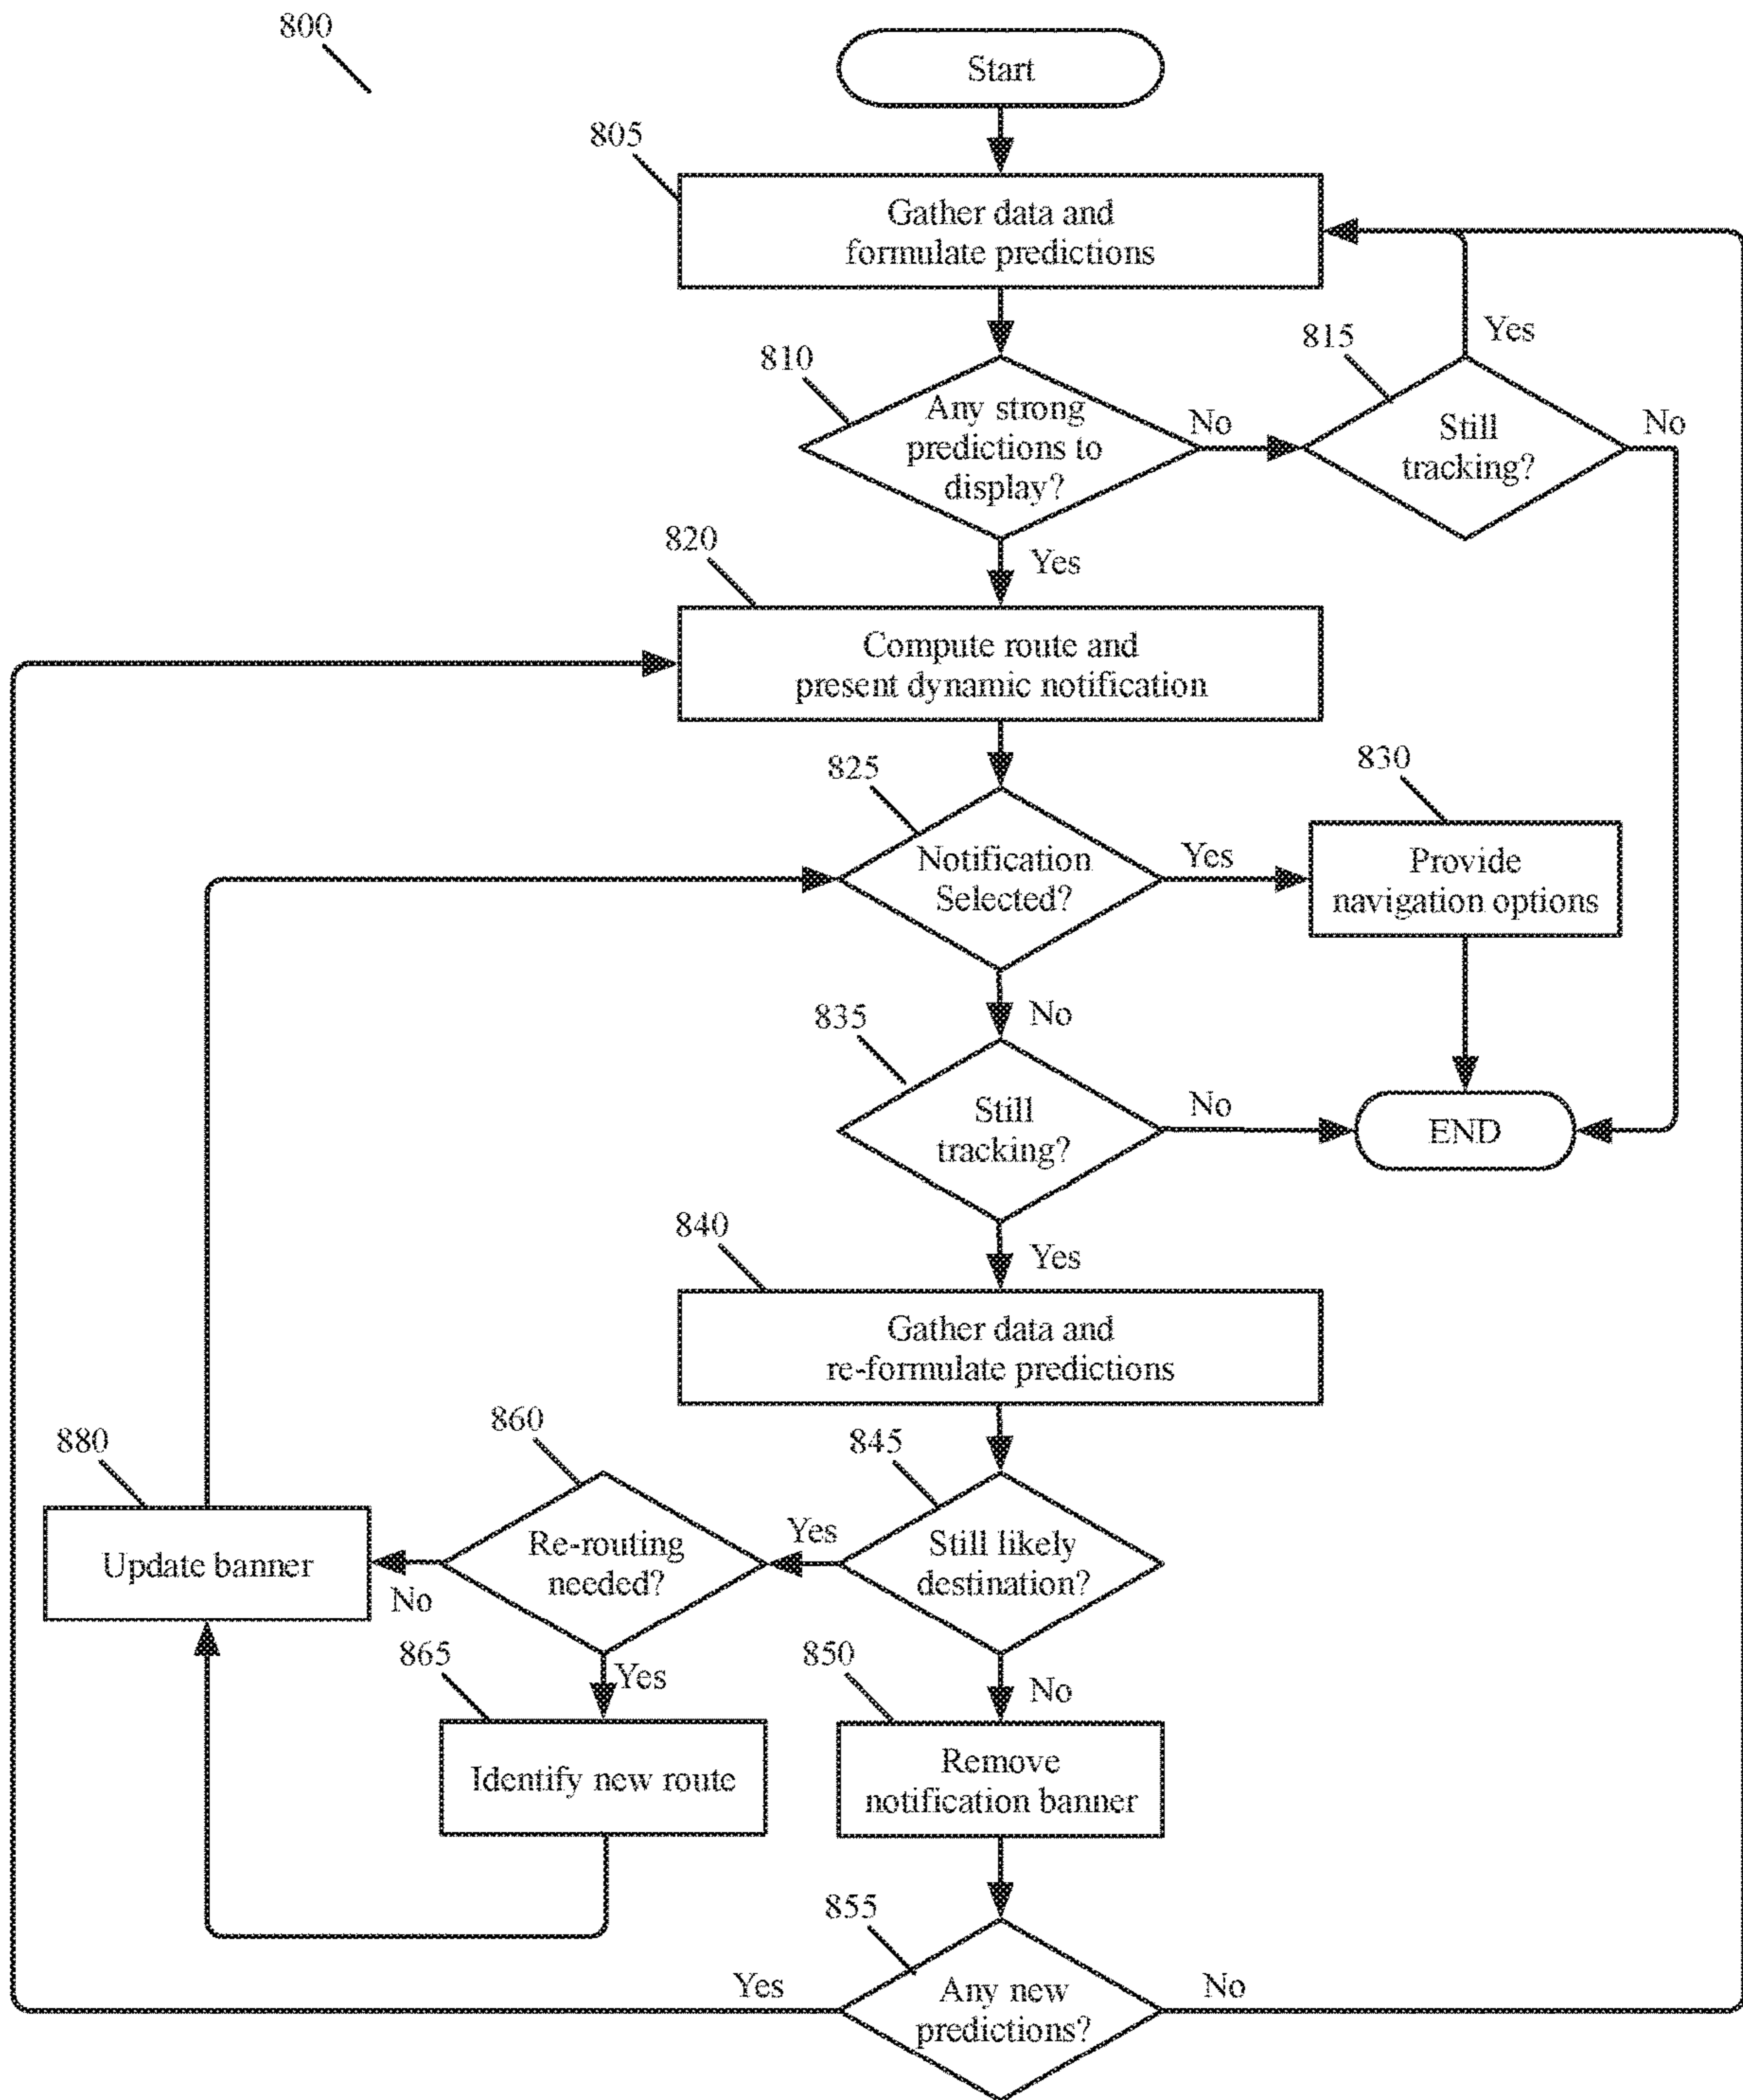 800
Start
805
Gather data and
formulate predictions
810
Any strong
predictions to
display?
No
815
Still
tracking?
Yes
No
820
Yes
Compute route and
present dynamic notification
825
Notification
Selected?
Yes
830
Provide
navigation options
No
835
Still
tracking?
No
END
Yes
840
Gather data and
re-formulate predictions
845
Still likely
destination?
Yes
860
Re-routing
needed?
No
880
Update banner
Yes
865
Identify new route
No
850
Remove
notification banner
855
Any new
predictions?
Yes
No